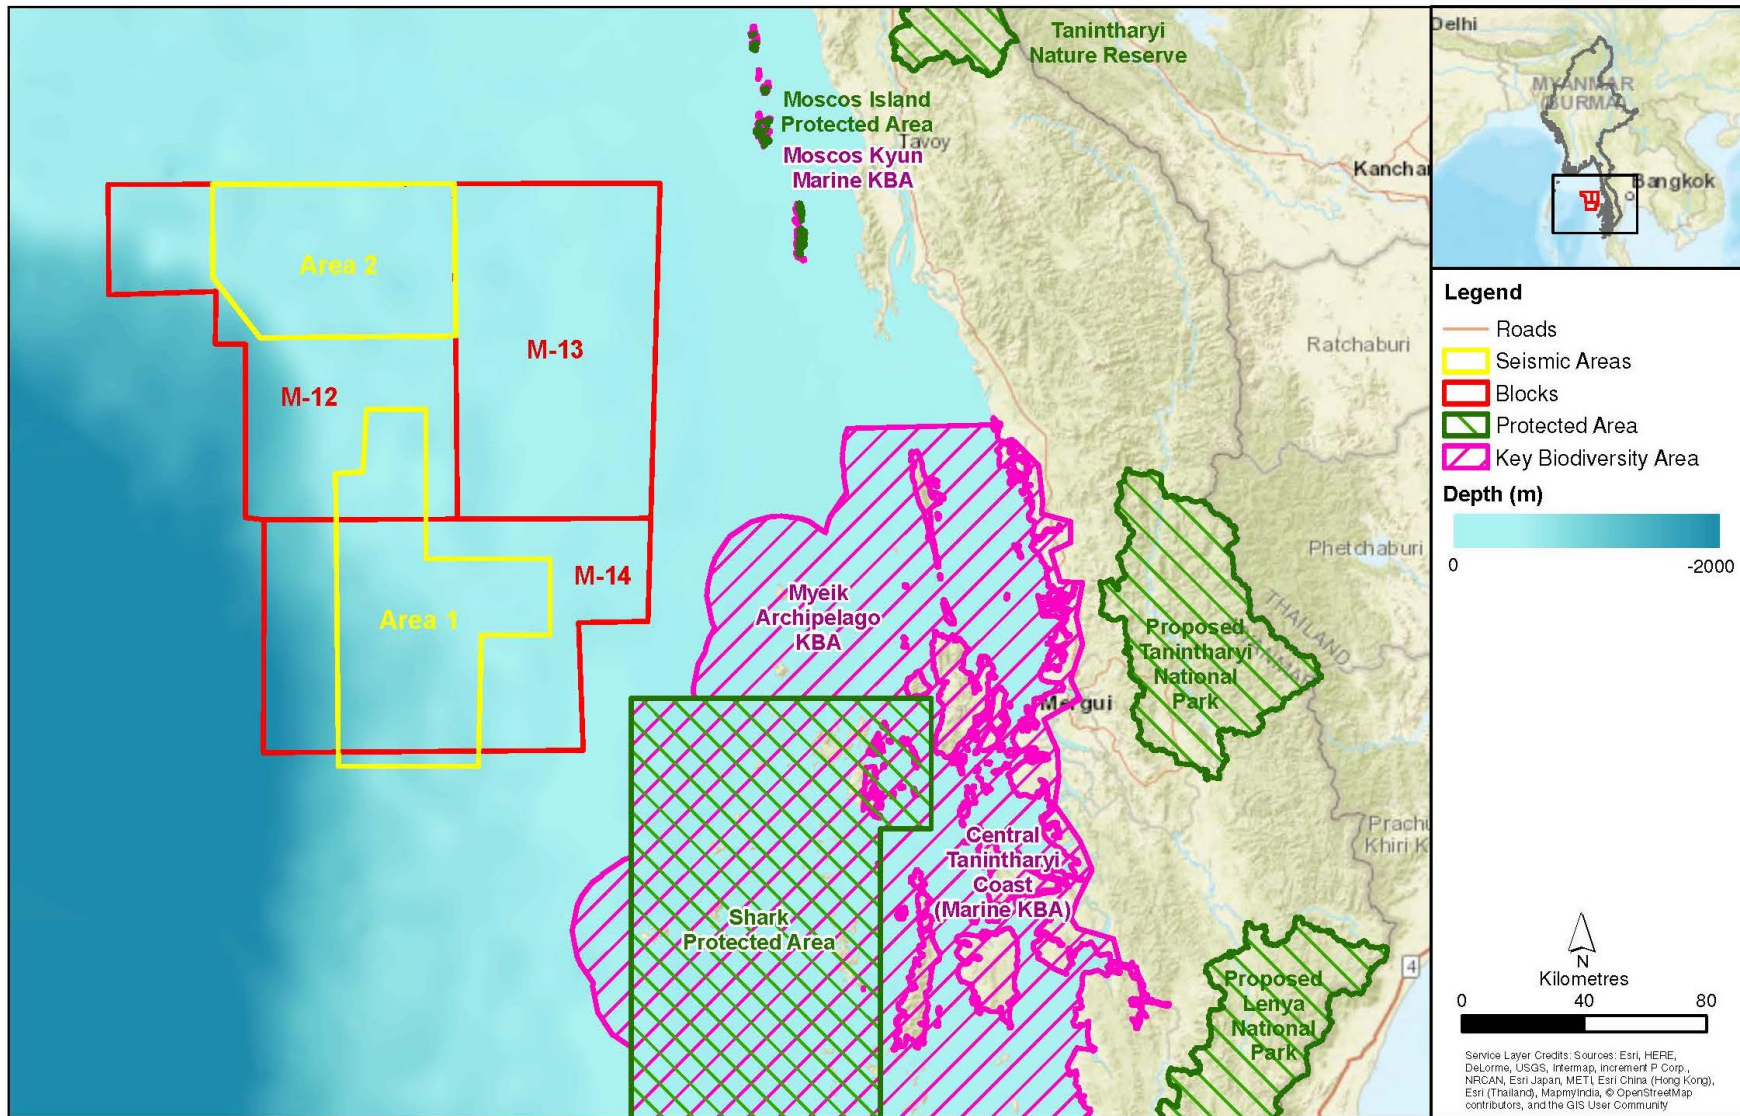 Tanintharyi
Nature Reserve
Moscos Island
Protected Area
Tavoy
Moscos Kyun
Marine KBA
Kanchar
Area 2
M-13
M-12
Ratchaburi
Phetchaburi
M-14
Area 1
Myeik
Archipelago
KBA
THAILAND
Proposed
Tanintharyi
National
Park
Mergui
Prachu
Khiri K
Central
Tanintharyi
Coast
(Marine KBA)
Shark
Protected Area
Proposed
Lenya
National
Park
4
Delhi
MYANMAR
(BURMA)
Bangkok
Legend
Roads
Seismic Areas
Blocks
Protected Area
Key Biodiversity Area
Depth (m)
0 -2000
N
Kilometres
0 40 80
Service Layer Credits: Sources: Esri, HERE,
DeLorme, USGS, Intermap, increment P Corp.,
NRCAN, Esri Japan, METI, Esri China (Hong Kong),
Esri (Thailand), MapmyIndia, © OpenStreetMap
contributors, and the GIS User Community